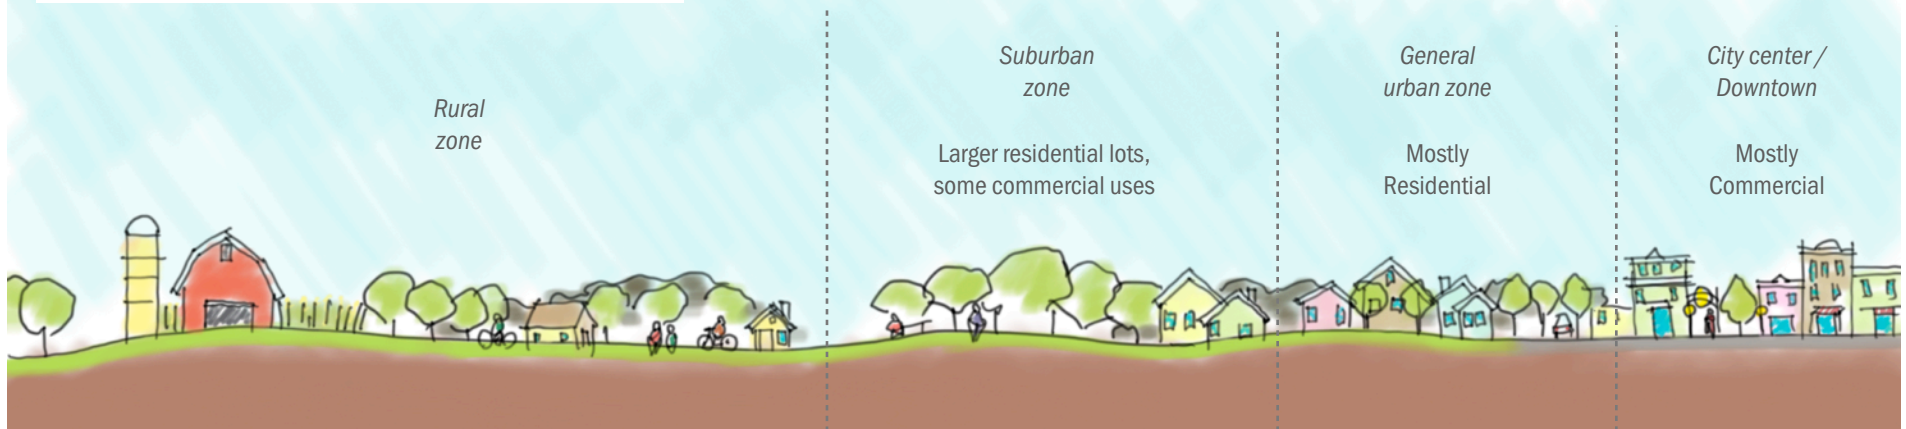 Rural
zone
Suburban
zone
Larger residential lots,
some commercial uses
General
urban zone
Mostly
Residential
City center /
Downtown
Mostly
Commercial